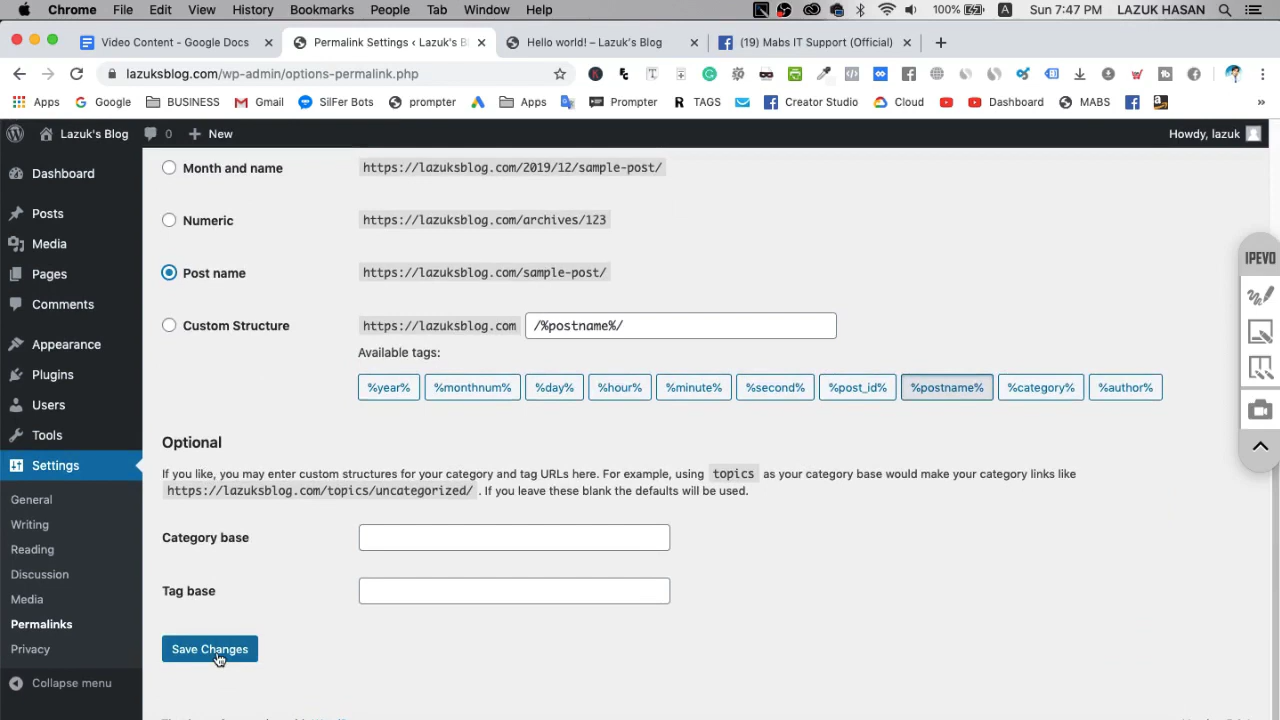 Chrome File Edit View History Bookmarks People Tab Window Help 100% A Sun 7:47 PM LAZUK HASAN
Video Content - Google Docs × Permalink Settings ‹ Lazuk's B × Hello world! – Lazuk's Blog × (19) Mabs IT Support (Official) × +
lazuksblog.com/wp-admin/options-permalink.php
Apps Google BUSINESS Gmail SilFer Bots prompter Apps Prompter TAGS Creator Studio Cloud Dashboard MABS »
Lazuk's Blog 0 + New Howdy, lazuk
Dashboard
Posts
Media
Pages
Comments
Appearance
Plugins
Users
Tools
Settings
General
Writing
Reading
Discussion
Media
Permalinks
Privacy
Collapse menu
Month and name https://lazuksblog.com/2019/12/sample-post/
Numeric https://lazuksblog.com/archives/123
Post name https://lazuksblog.com/sample-post/
Custom Structure https://lazuksblog.com /%postname%/
Available tags:
%year% %monthnum% %day% %hour% %minute% %second% %post_id% %postname% %category% %author%
Optional
If you like, you may enter custom structures for your category and tag URLs here. For example, using topics as your category base would make your category links like
https://lazuksblog.com/topics/uncategorized/ . If you leave these blank the defaults will be used.
Category base
Tag base
Save Changes
IPEVO